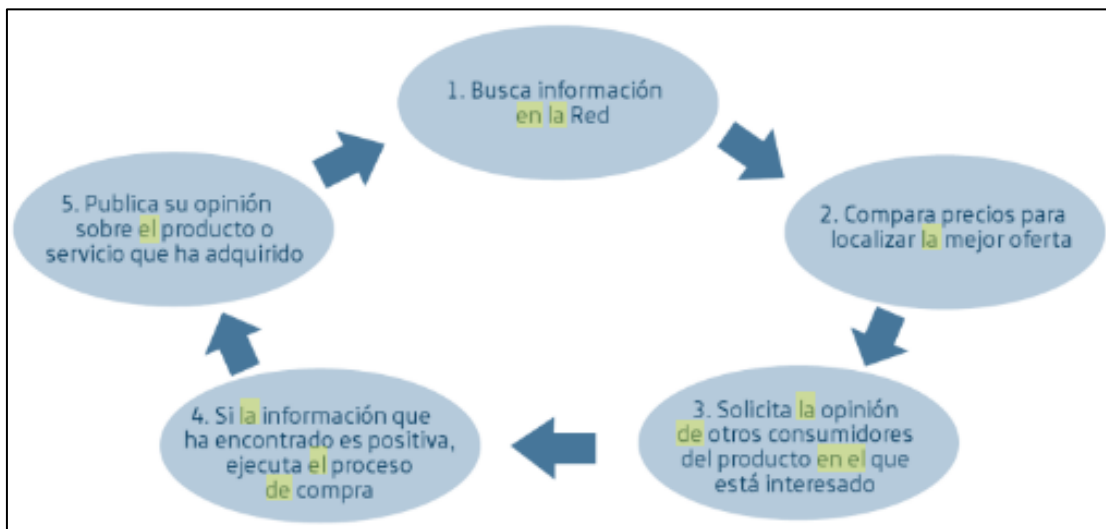 1. Busca información
en la Red
2. Compara precios para
localizar la mejor oferta
3. Solicita la opinión
de otros consumidores
del producto en el que
está interesado
4. Si la información que
ha encontrado es positiva,
ejecuta el proceso
de compra
5. Publica su opinión
sobre el producto o
servicio que ha adquirido